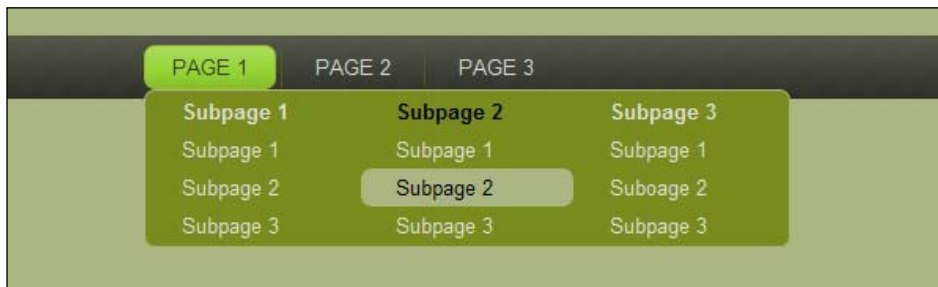 PAGE 1 PAGE 2 PAGE 3
Subpage 1 Subpage 2 Subpage 3
Subpage 1 Subpage 1 Subpage 1
Subpage 2 Subpage 2 Suboage 2
Subpage 3 Subpage 3 Subpage 3